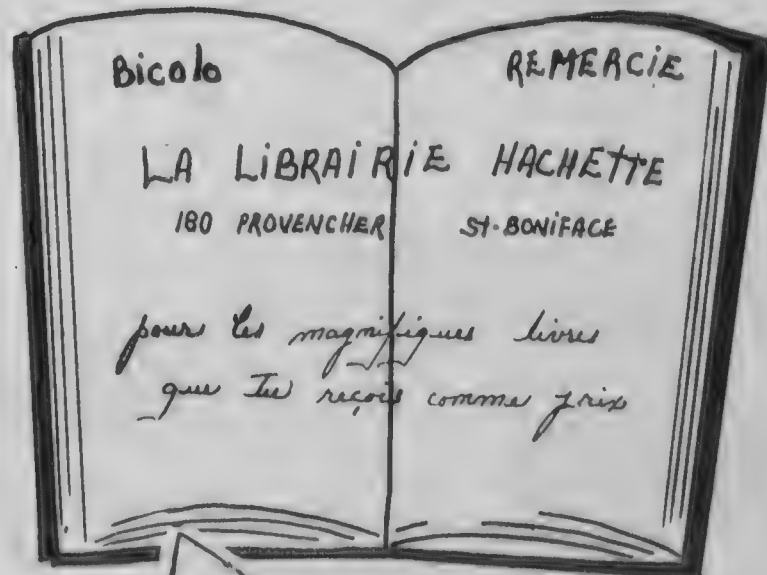 Bicolo REMERCIE
LA LIBRAIRIE HACHETTE
180 PROVENCHER ST-BONIFACE
pour les magnifiques livres
que Tu reçois comme prix